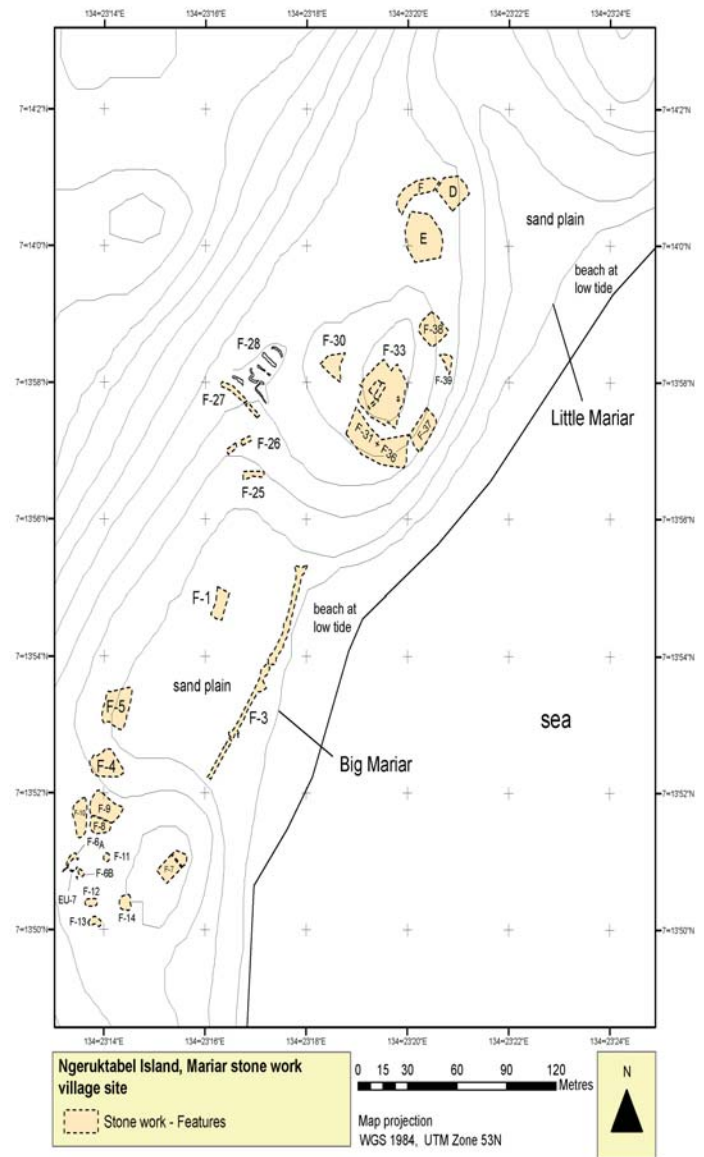 134=23'14"E 134=23'16"E 134=23'18" 134=23'20"E 134=23'22"E 134=23'24"E
7=14'2"N 7=14'2"N
F D
E
sand plain
7=14'0"N 7=14'0"N
beach at
low tide
F-28 F-30 F-33 F-38
F-39
7=13'58"N 7=13'58"N
F-27
Little Mariar
F-31 + F36 F-37
F-26
F-25
7=13'56"N 7=13'56"N
F-1
beach at
low tide
7=13'54"N 7=13'54"N
sand plain
F-5 F-3
sea
F-4 Big Mariar
7=13'52"N 7=13'52"N
F-9
F-8
F-6A F-11 F-7
EU-7 F-6B
F-12
F-13 F-14
7=13'50"N 7=13'50"N
134=23'14"E 134=23'16"E 134=23'18"E 134=23'20"E 134=23'22"E 134=23'24"E
Ngeruktabel Island, Mariar stone work
village site
Stone work - Features
0 15 30 60 90 120
Metres
Map projection
WGS 1984, UTM Zone 53N
N